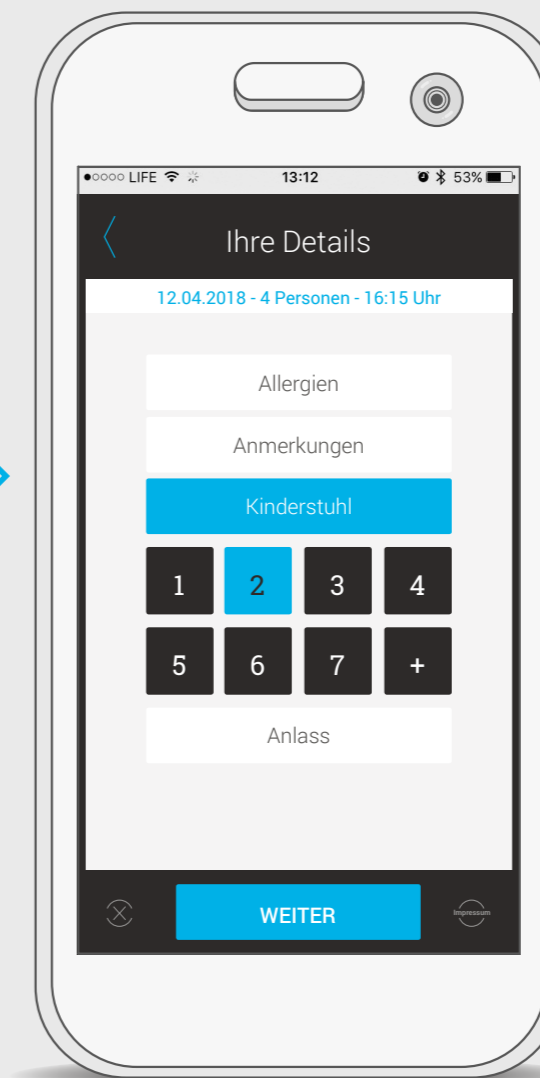 LIFE 13:12 53%
Ihre Details
12.04.2018 - 4 Personen - 16:15 Uhr
Allergien
Anmerkungen
Kinderstuhl
1 2 3 4
5 6 7 +
Anlass
WEITER
Impressum